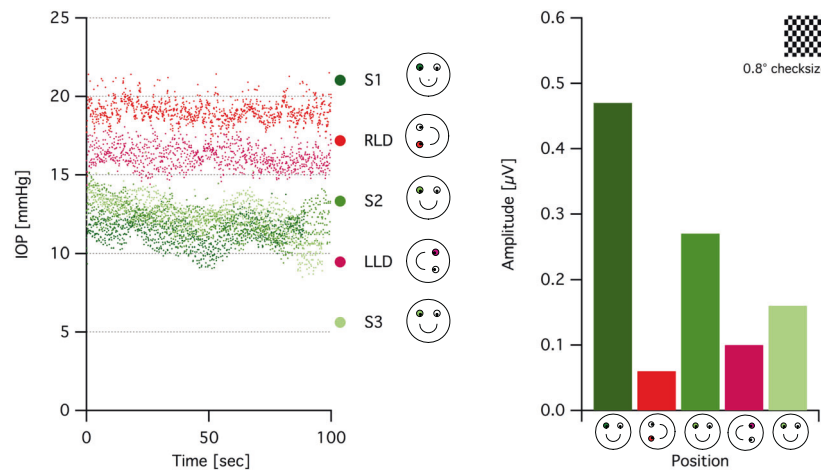 25
20
15
10
5
0
IOP [mmHg]
0
50
100
Time [sec]
S1
RLD
S2
LLD
S3
0.6
0.5
0.4
0.3
0.2
0.1
0.0
Amplitude [µV]
0.8° checksize
Position